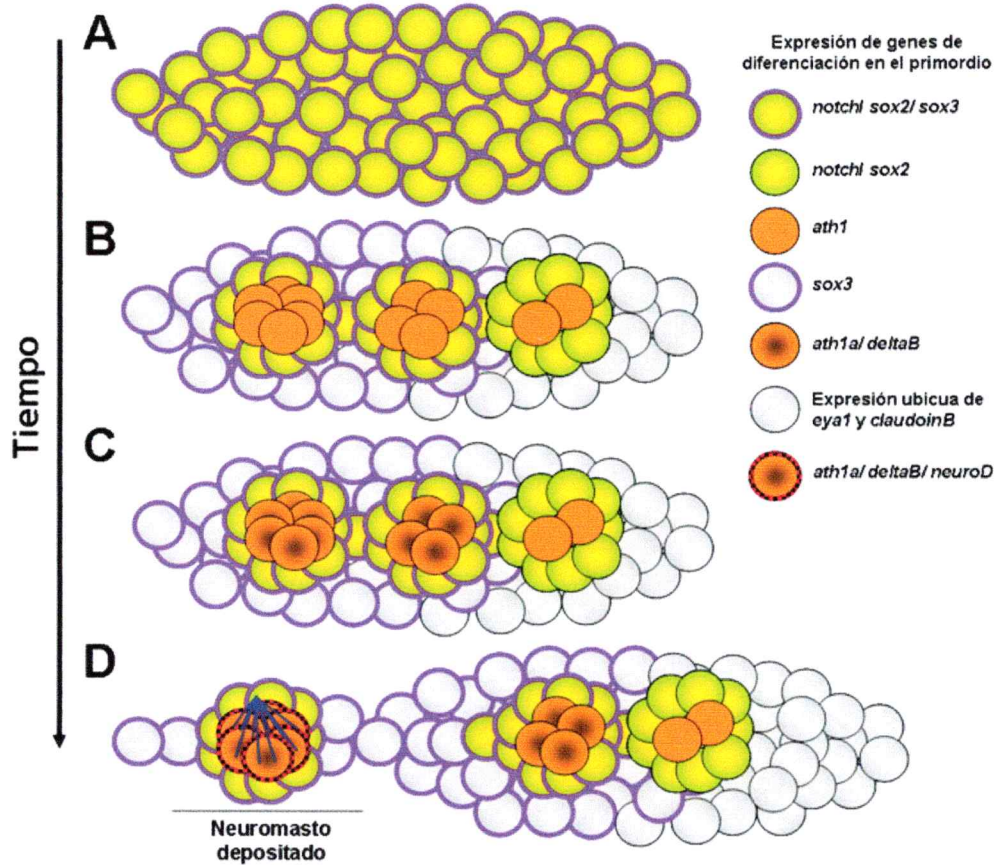 A
Expresión de genes de
diferenciación en el primordio
notchl sox2/ sox3
notchl sox2
ath1
sox3
ath1a/ deltaB
Expresión ubicua de
eya1 y claudoinB
ath1a/ deltaB/ neuroD
B
C
D
Tiempo
Neuromasto
depositado